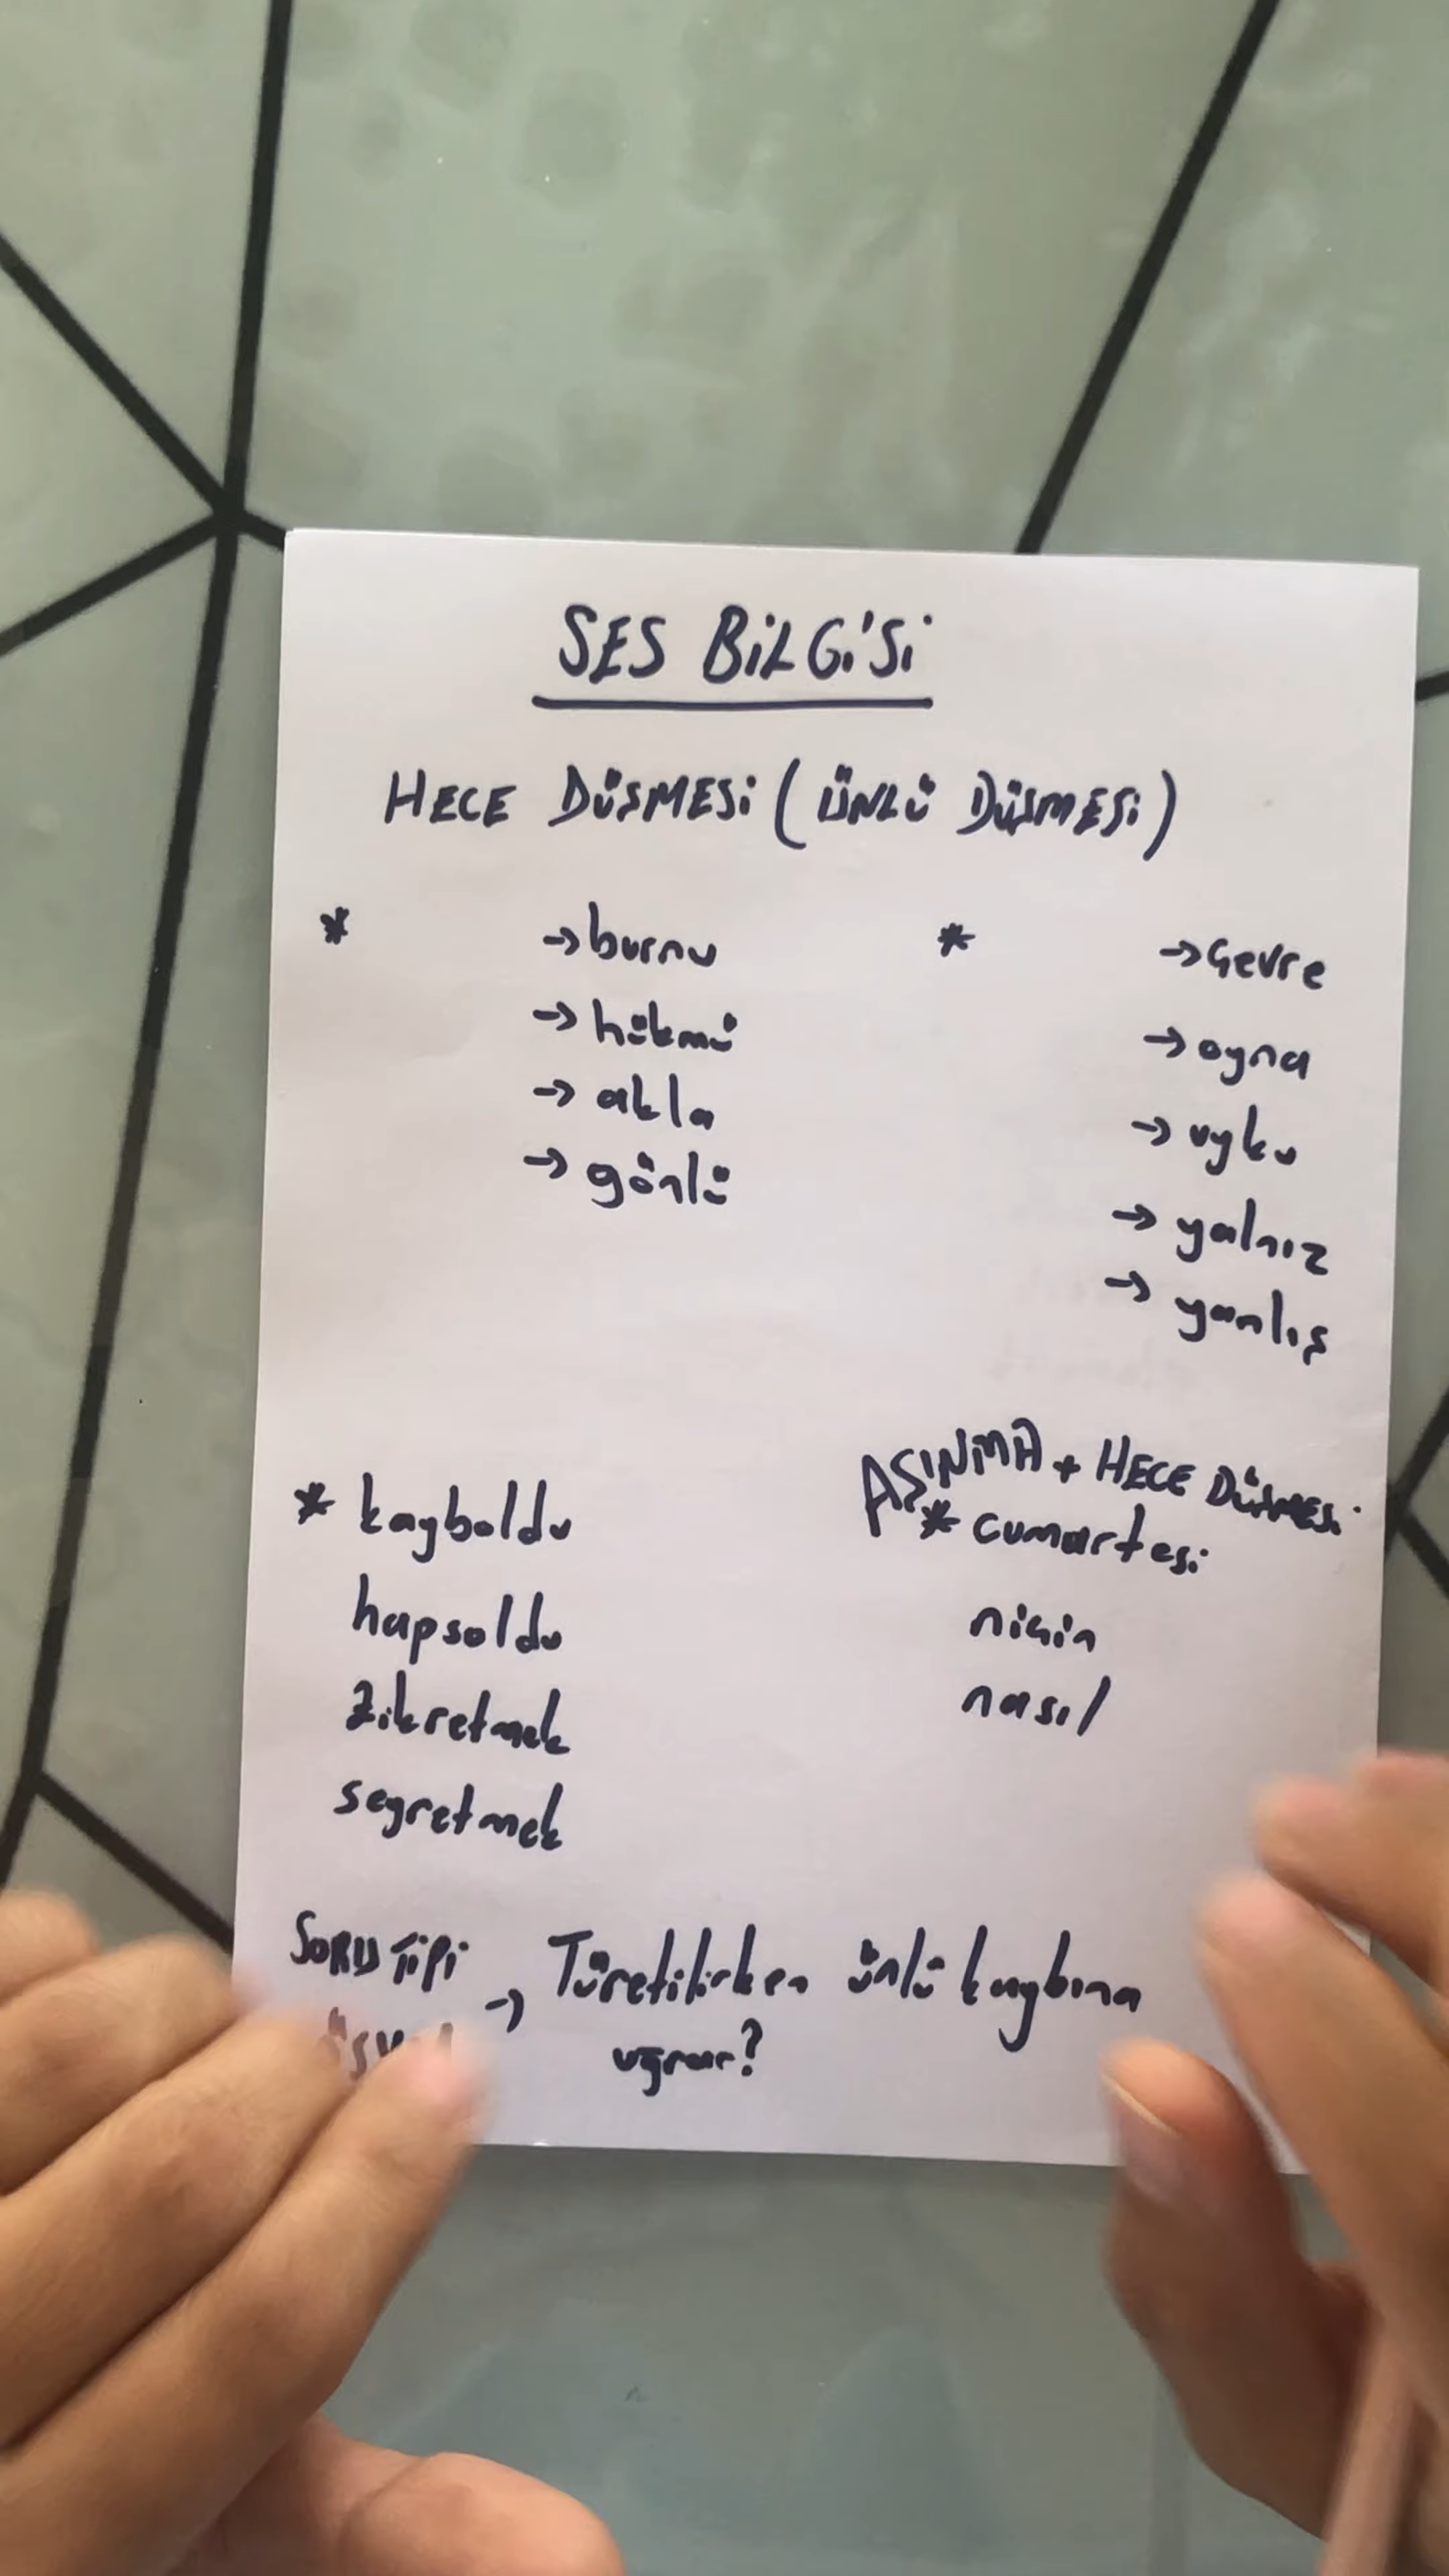 SES BİLGİSİ
HECE DÜŞMESİ (ÜNLÜ DÜŞMESİ)
* → burnu
→ hükmü
→ akla
→ gönlü
* → Çevre
→ oyna
→ uyku
→ yalnız
→ yanlış
* kayboldu
hapsoldu
zikretmek
seyretmek
AŞINMA + HECE DÜŞMESİ
* cumartesi
niçin
nasıl
SORU TİPİ
→ Türetilirken ünlü kaybına
uğrar?